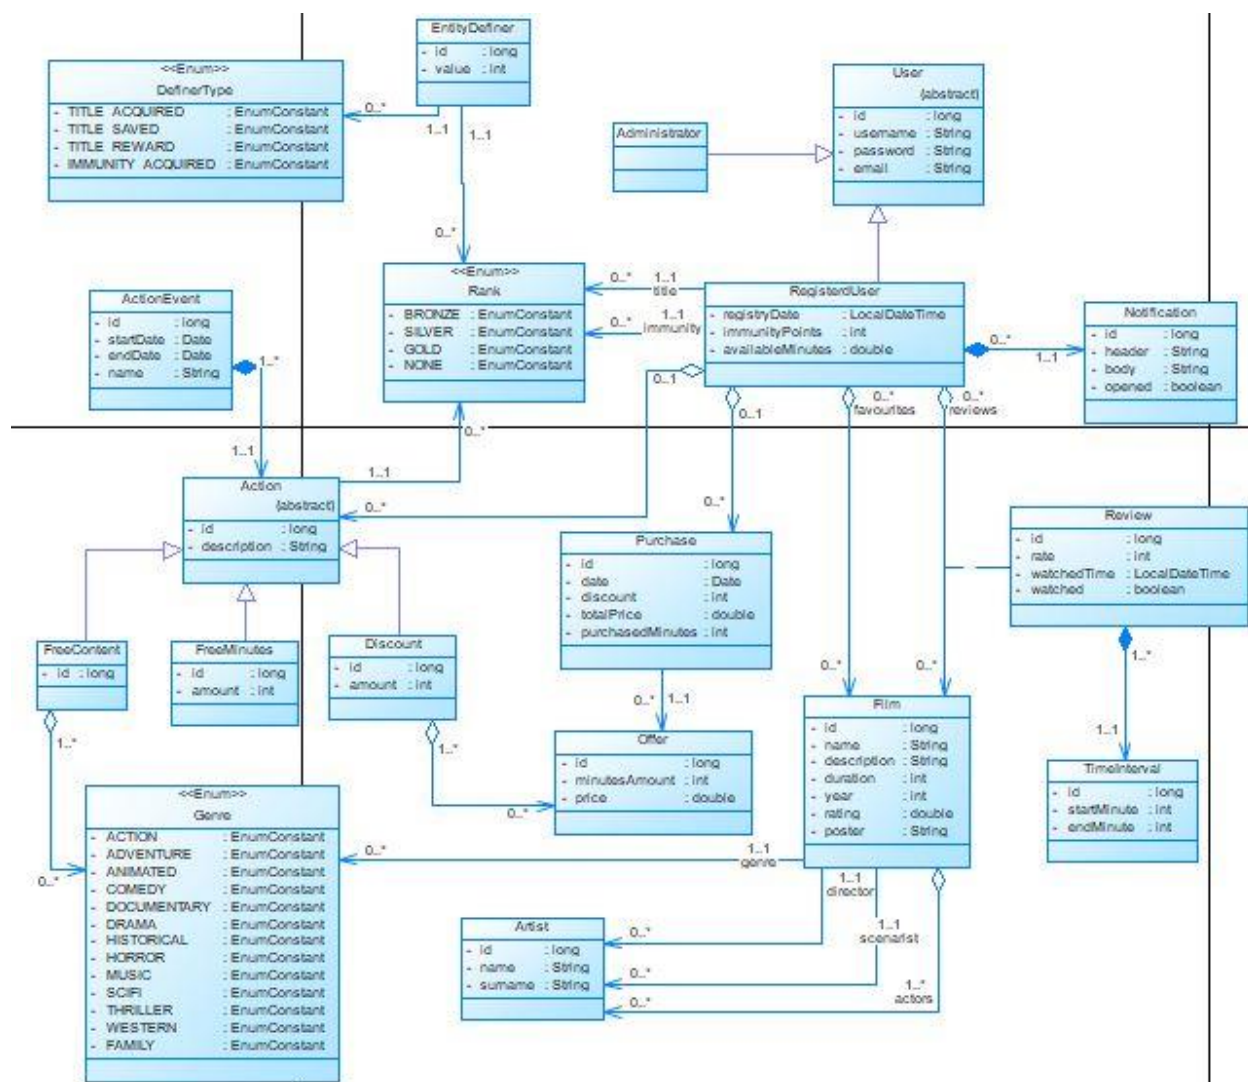 EntityDefiner
- id : long
- value : int
<<Enum>>
DefinerType
- TITLE ACQUIRED : EnumConstant
- TITLE SAVED : EnumConstant
- TITLE REWARD : EnumConstant
- IMMUNITY ACQUIRED : EnumConstant
0..*
1..1
1..1
0..*
User
{abstract}
- id : long
- username : String
- password : String
- email : String
Administrator
<<Enum>>
Rank
- BRONZE : EnumConstant
- SILVER : EnumConstant
- GOLD : EnumConstant
- NONE : EnumConstant
0..*
1..1
title
0..*
1..1
immunity
RegisterdUser
- registryDate : LocalDateTime
- immunityPoints : int
- availableMinutes : double
ActionEvent
- id : long
- startDate : Date
- endDate : Date
- name : String
1..*
1..1
0..*
1..1
Notification
- id : long
- header : String
- body : String
- opened : boolean
0..1
0..1
0..*
favourites
0..*
reviews
0..*
1..1
Action
{abstract}
- id : long
- description : String
0..*
0..*
Review
- id : long
- rate : int
- watchedTime : LocalDateTime
- watched : boolean
Purchase
- id : long
- date : Date
- discount : int
- totalPrice : double
- purchasedMinutes : int
FreeContent
- id : long
FreeMinutes
- id : long
- amount : int
Discount
- id : long
- amount : int
1..*
1..1
0..*
0..*
0..*
1..1
Film
- id : long
- name : String
- description : String
- duration : int
- year : int
- rating : double
- poster : String
1..*
1..*
0..*
Offer
- id : long
- minutesAmount : int
- price : double
TimeInterval
- id : long
- startMinute : int
- endMinute : int
<<Enum>>
Genre
- ACTION : EnumConstant
- ADVENTURE : EnumConstant
- ANIMATED : EnumConstant
- COMEDY : EnumConstant
- DOCUMENTARY : EnumConstant
- DRAMA : EnumConstant
- HISTORICAL : EnumConstant
- HORROR : EnumConstant
- MUSIC : EnumConstant
- SCIFI : EnumConstant
- THRILLER : EnumConstant
- WESTERN : EnumConstant
- FAMILY : EnumConstant
0..*
0..*
1..1
genre
1..1
director
1..1
scenarist
1..*
actors
Artist
- id : long
- name : String
- surname : String
0..*
0..*
0..*